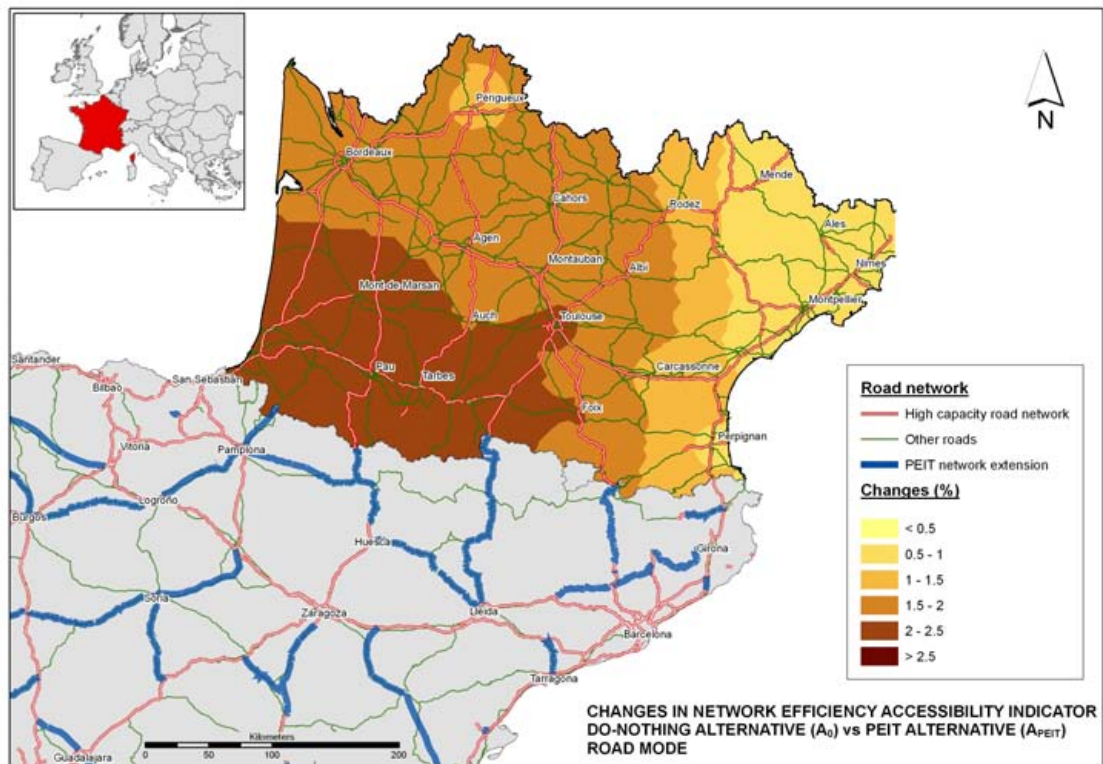 N
Périgueux
Bordeaux
Mende
Cahors
Rodez
Ales
Agen
Nimes
Montauban
Albi
Mont de Marsan
Montpellier
Auch
Toulouse
Santander
San Sebastian
Pau
Tarbes
Carcassonne
Bilbao
Foix
Vitoria
Pamplona
Perpignan
Logroño
Burgos
Huesca
Girona
Soria
Zaragoza
Lleida
Barcelona
Tarragona
Guadalajara
Kilometers
0 50 100 200
Road network
High capacity road network
Other roads
PEIT network extension
Changes (%)
< 0.5
0.5 - 1
1 - 1.5
1.5 - 2
2 - 2.5
> 2.5
CHANGES IN NETWORK EFFICIENCY ACCESSIBILITY INDICATOR
DO-NOTHING ALTERNATIVE (A0) vs PEIT ALTERNATIVE (APEIT)
ROAD MODE